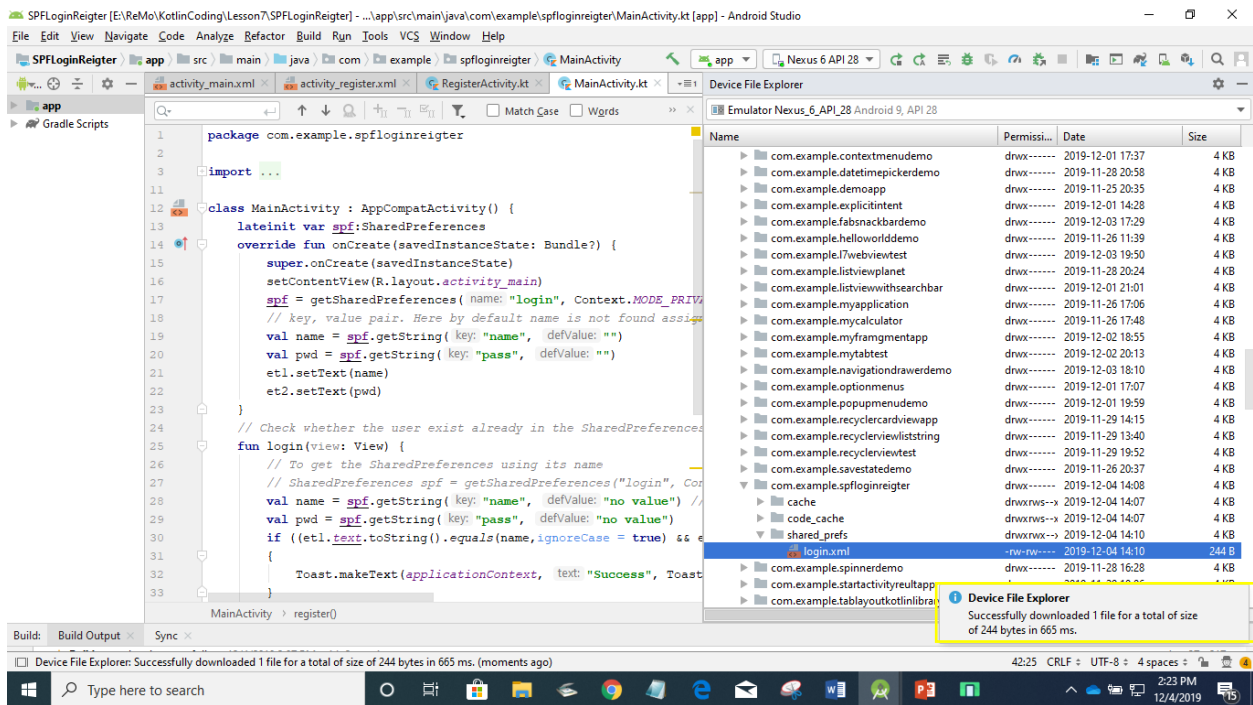 SPFLoginReigter [E:\ReMo\KotlinCoding\Lesson7\SPFLoginReigter] - ...\app\src\main\java\com\example\spfloginreigter\MainActivity.kt [app] - Android Studio
File Edit View Navigate Code Analyze Refactor Build Run Tools VCS Window Help
SPFLoginReigter app src main java com example spfloginreigter MainActivity app Nexus 6 API 28
activity_main.xml activity_register.xml RegisterActivity.kt MainActivity.kt
app
Gradle Scripts
Match Case Words
1 package com.example.spfloginreigter
2
3 import ...
11
12 class MainActivity : AppCompatActivity() {
13 lateinit var spf:SharedPreferences
14 override fun onCreate(savedInstanceState: Bundle?) {
15 super.onCreate(savedInstanceState)
16 setContentView(R.layout.activity_main)
17 spf = getSharedPreferences( name: "login", Context.MODE_PRIVA
18 // key, value pair. Here by default name is not found assign
19 val name = spf.getString( key: "name", defValue: "")
20 val pwd = spf.getString( key: "pass", defValue: "")
21 et1.setText(name)
22 et2.setText(pwd)
23 }
24 // Check whether the user exist already in the SharedPreferences
25 fun login(view: View) {
26 // To get the SharedPreferences using its name
27 // SharedPreferences spf = getSharedPreferences("login", Con
28 val name = spf.getString( key: "name", defValue: "no value") //
29 val pwd = spf.getString( key: "pass", defValue: "no value")
30 if ((et1.text.toString().equals(name,ignoreCase = true) && e
31 {
32 Toast.makeText(applicationContext, text: "Success", Toast
33 }
MainActivity > register()
Device File Explorer
Emulator Nexus_6_API_28 Android 9, API 28
Name Permissi... Date Size
com.example.contextmenudemo drwx------ 2019-12-01 17:37 4 KB
com.example.datetimepickerdemo drwx------ 2019-11-28 20:58 4 KB
com.example.demoapp drwx------ 2019-11-25 20:35 4 KB
com.example.explicitintent drwx------ 2019-12-01 14:28 4 KB
com.example.fabsnackbardemo drwx------ 2019-12-03 17:29 4 KB
com.example.helloworlddemo drwx------ 2019-11-26 11:39 4 KB
com.example.l7webviewtest drwx------ 2019-12-03 19:50 4 KB
com.example.listviewplanet drwx------ 2019-11-28 20:24 4 KB
com.example.listviewwithsearchbar drwx------ 2019-12-01 21:01 4 KB
com.example.myapplication drwx------ 2019-11-26 17:06 4 KB
com.example.mycalculator drwx------ 2019-11-26 17:48 4 KB
com.example.myframgmentapp drwx------ 2019-12-02 18:55 4 KB
com.example.mytabtest drwx------ 2019-12-02 20:13 4 KB
com.example.navigationdrawerdemo drwx------ 2019-12-03 18:10 4 KB
com.example.optionmenus drwx------ 2019-12-01 17:07 4 KB
com.example.popupmenudemo drwx------ 2019-12-01 19:59 4 KB
com.example.recyclercardviewapp drwx------ 2019-11-29 14:15 4 KB
com.example.recyclerviewliststring drwx------ 2019-11-29 13:40 4 KB
com.example.recyclerviewtest drwx------ 2019-11-29 19:52 4 KB
com.example.savestatedemo drwx------ 2019-11-26 20:37 4 KB
com.example.spfloginreigter drwx------ 2019-12-04 14:08 4 KB
cache drwxrws--x 2019-12-04 14:07 4 KB
code_cache drwxrws--x 2019-12-04 14:07 4 KB
shared_prefs drwxrwx--x 2019-12-04 14:10 4 KB
login.xml -rw-rw---- 2019-12-04 14:10 244 B
com.example.spinnerdemo drwx------ 2019-11-28 16:28 4 KB
com.example.startactivityreultapp
com.example.tablayoutkotlinlibrar
Device File Explorer
Successfully downloaded 1 file for a total of size
of 244 bytes in 665 ms.
Build: Build Output Sync
Device File Explorer: Successfully downloaded 1 file for a total of size of 244 bytes in 665 ms. (moments ago) 42:25 CRLF UTF-8 4 spaces 4
Type here to search
2:23 PM
12/4/2019
15